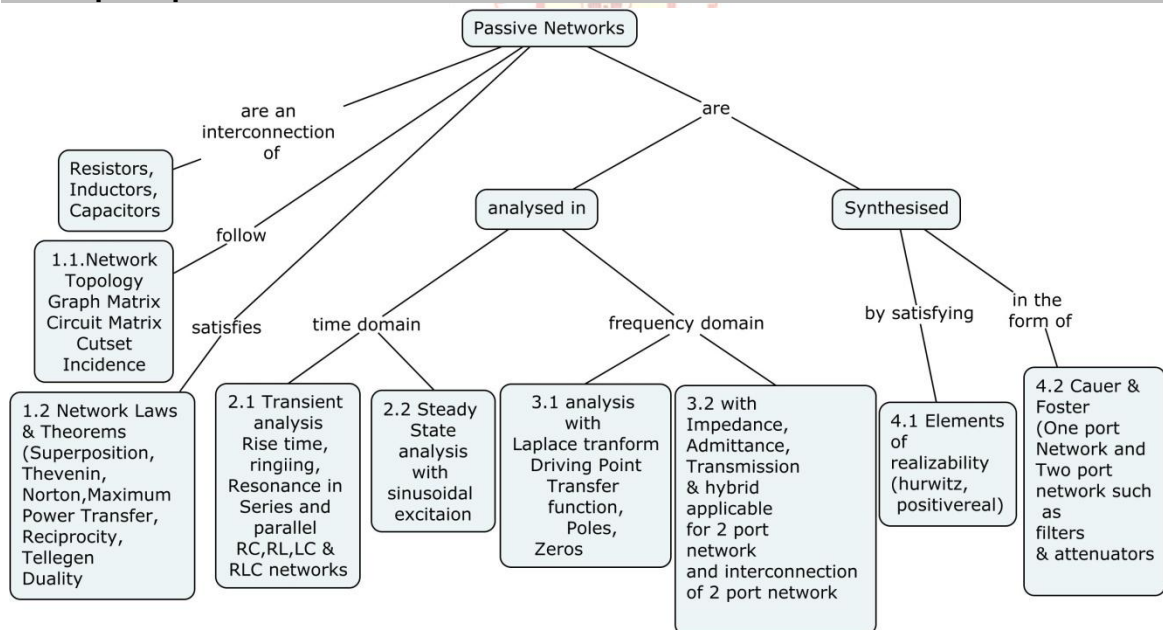 Passive Networks
are an
interconnection
of
are
Resistors,
Inductors,
Capacitors
analysed in
Synthesised
follow
1.1.Network
Topology
Graph Matrix
Circuit Matrix
Cutset
Incidence
satisfies
time domain
frequency domain
by satisfying
in the
form of
1.2 Network Laws
& Theorems
(Superposition,
Thevenin,
Norton,Maximum
Power Transfer,
Reciprocity,
Tellegen
Duality
2.1 Transient
analysis
Rise time,
ringiing,
Resonance in
Series and
parallel
RC,RL,LC &
RLC networks
2.2 Steady
State
analysis
with
sinusoidal
excitaion
3.1 analysis
with
Laplace tranform
Driving Point
Transfer
function,
Poles,
Zeros
3.2 with
Impedance,
Admittance,
Transmission
& hybrid
applicable
for 2 port
network
and interconnection
of 2 port network
4.1 Elements
of
realizability
(hurwitz,
positivereal)
4.2 Cauer &
Foster
(One port
Network and
Two port
network such
as
filters
& attenuators